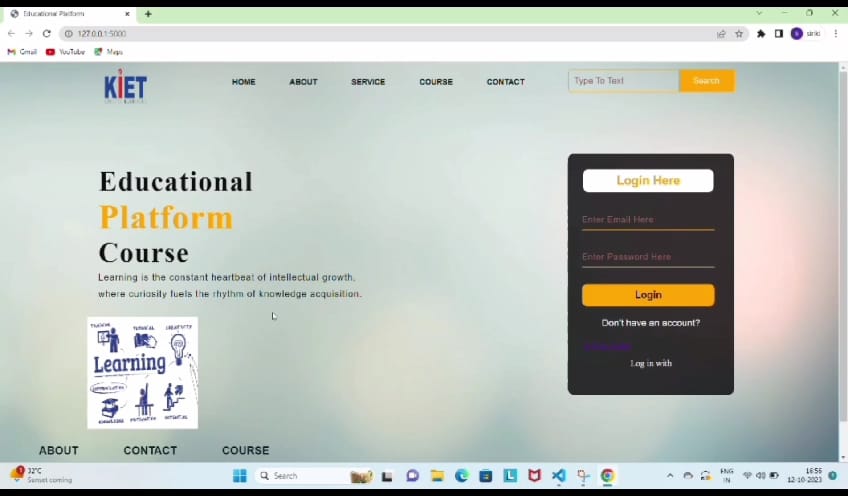 Educational Platform
127.0.0.1:5000
Gmail YouTube Maps
KIET
HOME ABOUT SERVICE COURSE CONTACT
Type To Text Search
Educational
Platform
Course
Learning is the constant heartbeat of intellectual growth,
where curiosity fuels the rhythm of knowledge acquisition.
Login Here
Enter Email Here
Enter Password Here
Login
Don't have an account?
Log in with
CREATIVITY
Learning
KNOWLEDGE
ABOUT CONTACT COURSE
32°C
Sunset coming
Search
ENG
IN
16:56
12-10-2023